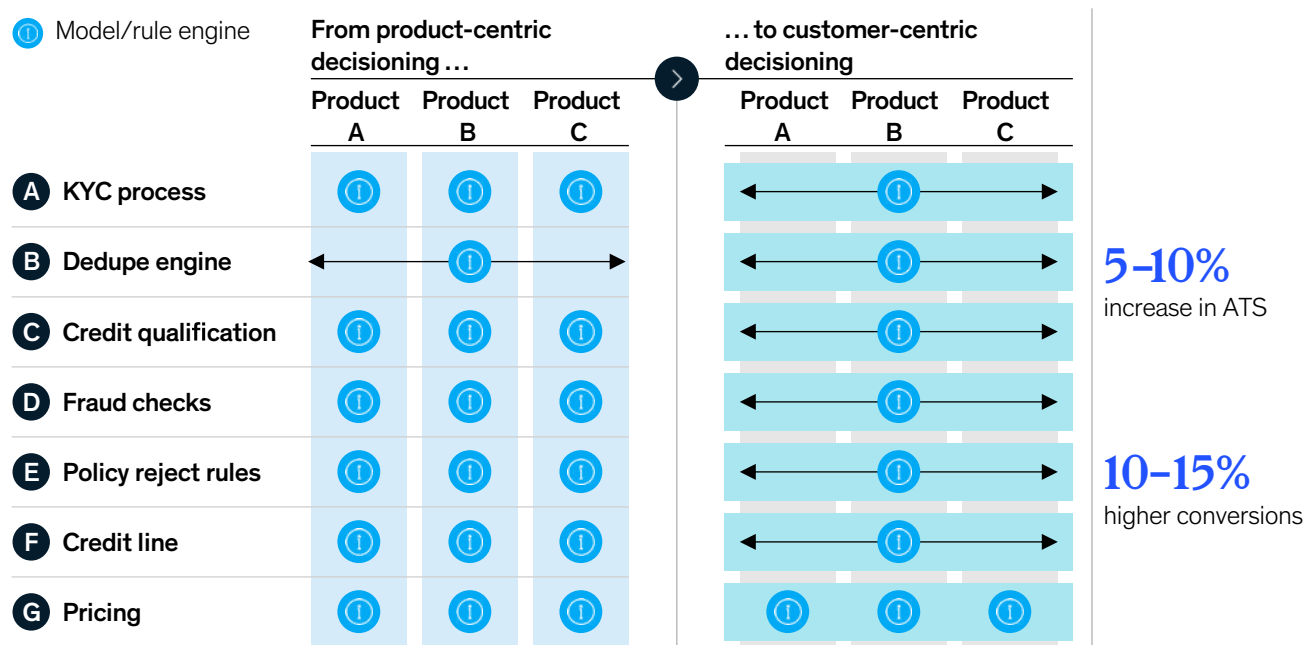 Model/rule engine
From product-centric
decisioning …
… to customer-centric
decisioning
Product Product Product
A B C
Product Product Product
A B C
A KYC process
B Dedupe engine
C Credit qualification
D Fraud checks
E Policy reject rules
F Credit line
G Pricing
5–10%
increase in ATS
10–15%
higher conversions